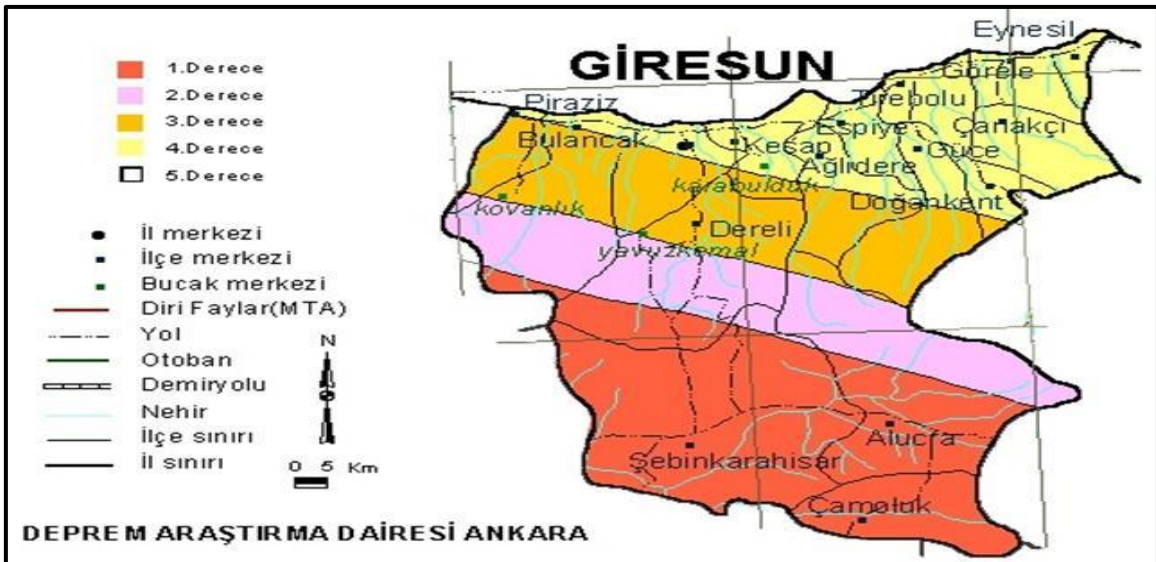 1.Derece
2.Derece
3.Derece
4.Derece
5.Derece
İl merkezi
İlçe merkezi
Bucak merkezi
Diri Faylar(MTA)
Yol
Otoban
Demiryolu
Nehir
İlçe sınırı
İl sınırı
N
0 5 Km
DEPREM ARAŞTIRMA DAİRESİ ANKARA
GİRESUN
Eynesil
Görele
Tirebolu
Piraziz
Bulancak
Keşap
Espiye
Çanakçı
Güce
Ağlıdere
karabulduk
Doğankent
kovanlık
Dereli
yavuzkemal
Alucra
Şebinkarahisar
Çamoluk